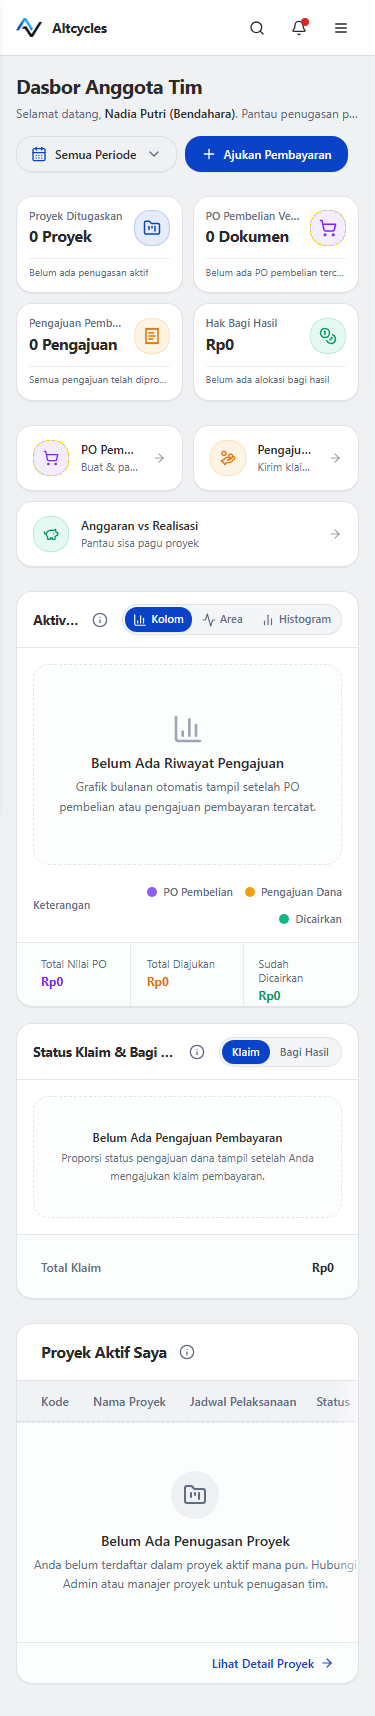 Altcycles
Dasbor Anggota Tim
Selamat datang, Nadia Putri (Bendahara). Pantau penugasan p...
Semua Periode
Ajukan Pembayaran
Proyek Ditugaskan
0 Proyek
Belum ada penugasan aktif
PO Pembelian Ve...
0 Dokumen
Belum ada PO pembelian terc...
Pengajuan Pemb...
0 Pengajuan
Semua pengajuan telah dipro...
Hak Bagi Hasil
Rp0
Belum ada alokasi bagi hasil
PO Pem...
Buat & pa...
Pengaju...
Kirim klai...
Anggaran vs Realisasi
Pantau sisa pagu proyek
Aktiv...
Kolom
Area
Histogram
Belum Ada Riwayat Pengajuan
Grafik bulanan otomatis tampil setelah PO
pembelian atau pengajuan pembayaran tercatat.
Keterangan
PO Pembelian
Pengajuan Dana
Dicairkan
Total Nilai PO
Rp0
Total Diajukan
Rp0
Sudah
Dicairkan
Rp0
Status Klaim & Bagi ...
Klaim
Bagi Hasil
Belum Ada Pengajuan Pembayaran
Proporsi status pengajuan dana tampil setelah Anda
mengajukan klaim pembayaran.
Total Klaim
Rp0
Proyek Aktif Saya
Kode
Nama Proyek
Jadwal Pelaksanaan
Status
Belum Ada Penugasan Proyek
Anda belum terdaftar dalam proyek aktif mana pun. Hubungi
Admin atau manajer proyek untuk penugasan tim.
Lihat Detail Proyek